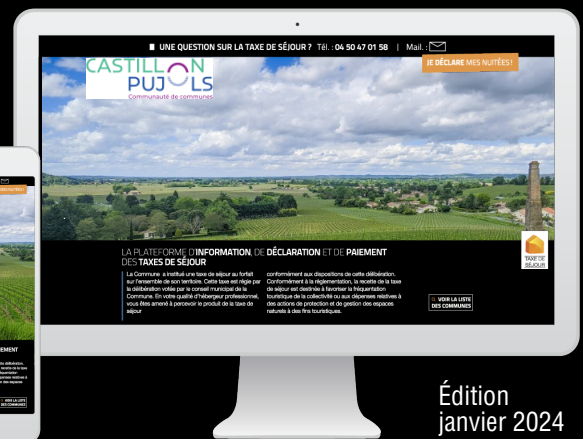 UNE QUESTION SUR LA TAXE DE SÉJOUR ? Tél. : 04 50 47 01 58 | Mail. :
JE DÉCLARE MES NUITÉES !
CASTILLON
PUJOLS
Communauté de communes
LA PLATEFORME D'INFORMATION, DE DÉCLARATION ET DE PAIEMENT
DES TAXES DE SÉJOUR
La Commune a institué une taxe de séjour au forfait
sur l'ensemble de son territoire. Cette taxe est régie par
la délibération votée par le conseil municipal de la
Commune. En votre qualité d'hébergeur professionnel,
vous êtes amené à percevoir le produit de la taxe de
séjour
conformément aux dispositions de cette délibération.
Conformément à la réglementation, la recette de la taxe
de séjour est destinée à favoriser la fréquentation
touristique de la collectivité ou aux dépenses relatives à
des actions de protection et de gestion des espaces
naturels à des fins touristiques.
TAXE DE
SÉJOUR
VOIR LA LISTE
DES COMMUNES
EMENT
VOIR LA LISTE
DES COMMUNES
Édition
janvier 2024